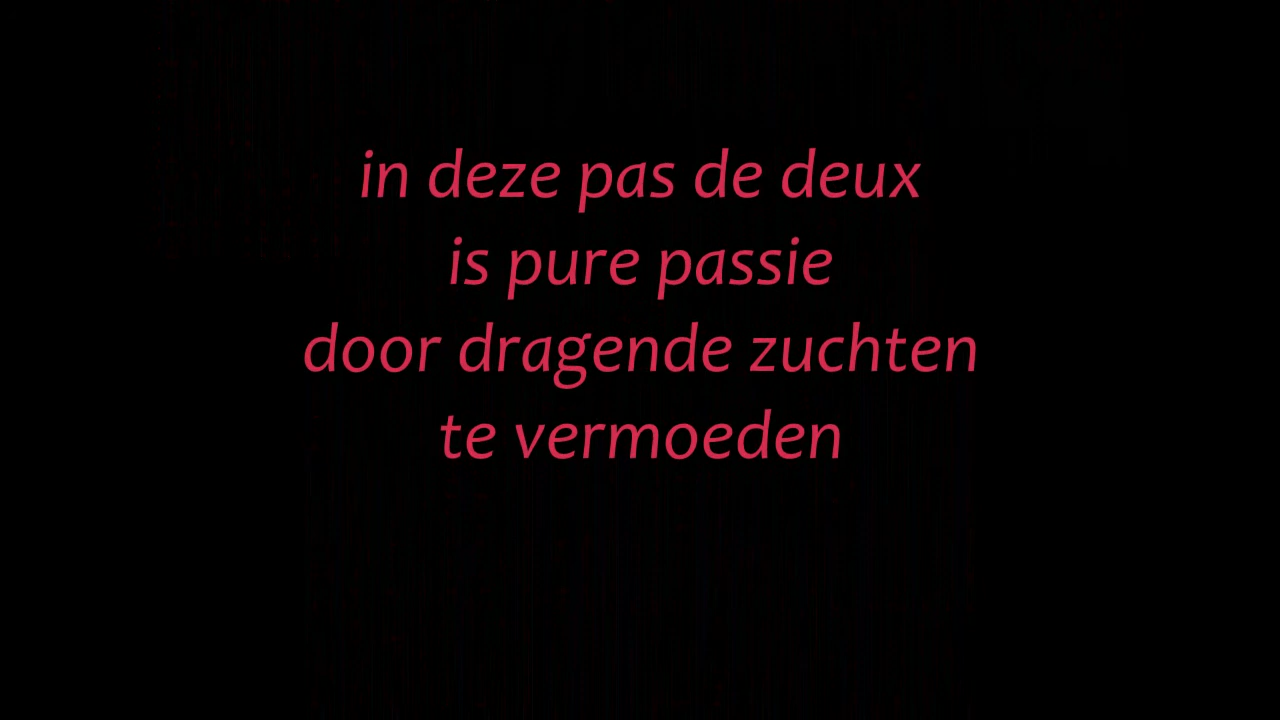 in deze pas de deux
is pure passie
door dragende zuchten
te vermoeden